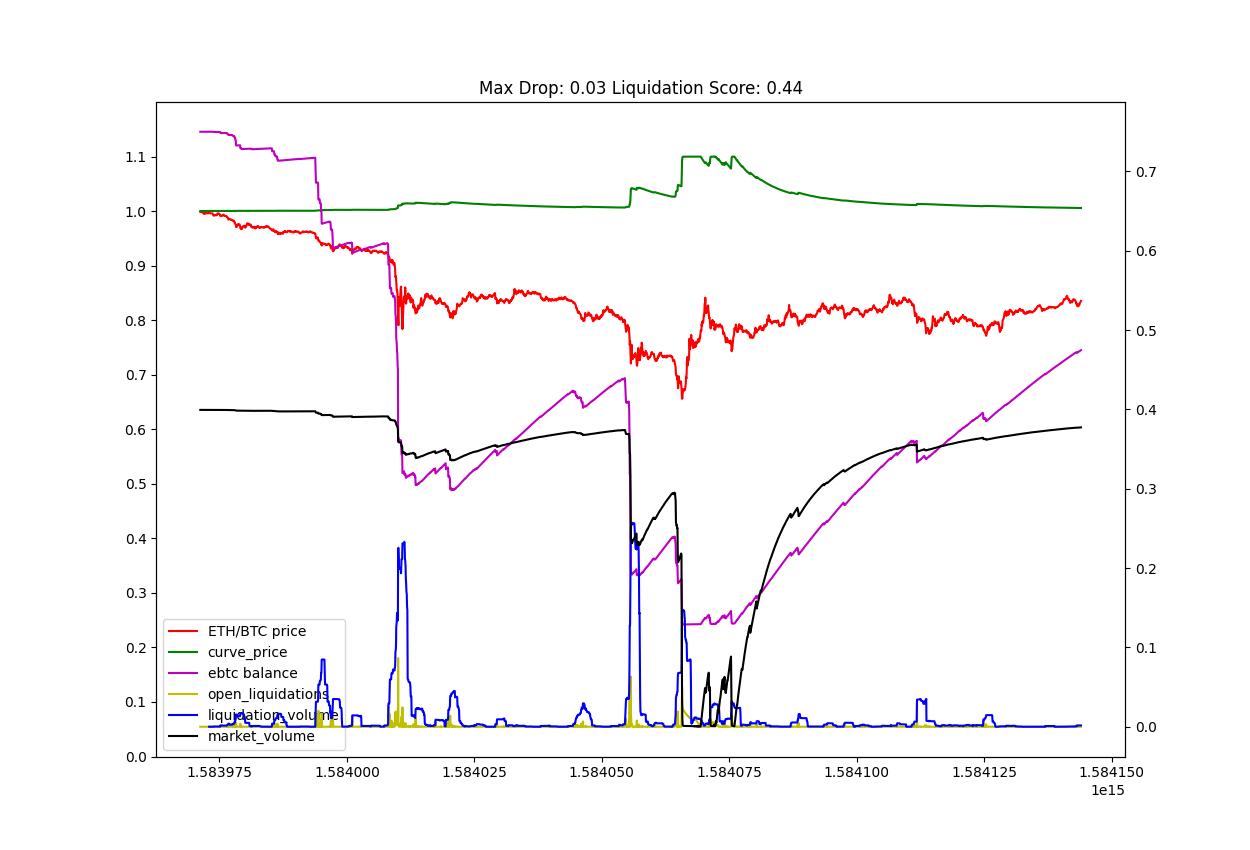 Max Drop: 0.03 Liquidation Score: 0.44
1.1
1.0
0.9
0.8
0.7
0.6
0.5
0.4
0.3
0.2
0.1
0.0
0.7
0.6
0.5
0.4
0.3
0.2
0.1
0.0
ETH/BTC price
curve_price
ebtc balance
open_liquidations
liquidation_volume
market_volume
1.583975 1.584000 1.584025 1.584050 1.584075 1.584100 1.584125 1.584150
1e15